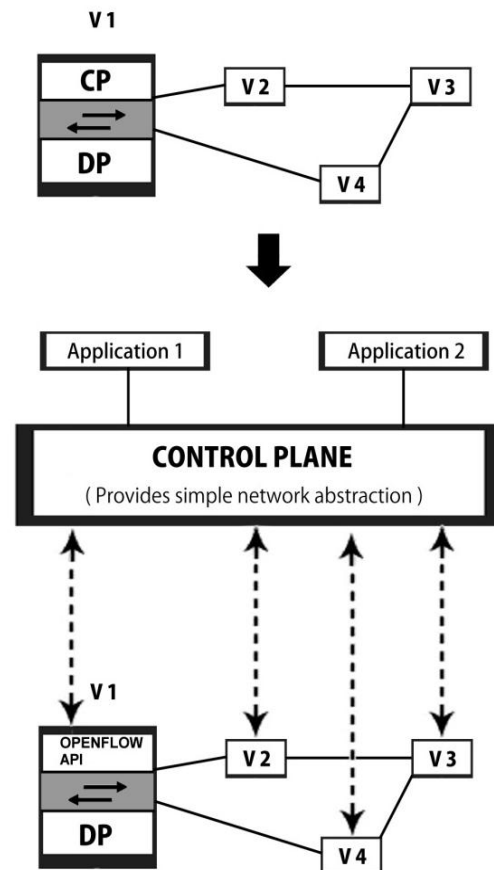 V 1
CP
DP
V 2
V 3
V 4
Application 1
Application 2
CONTROL PLANE
( Provides simple network abstraction )
V 1
OPENFLOW
API
DP
V 2
V 3
V 4